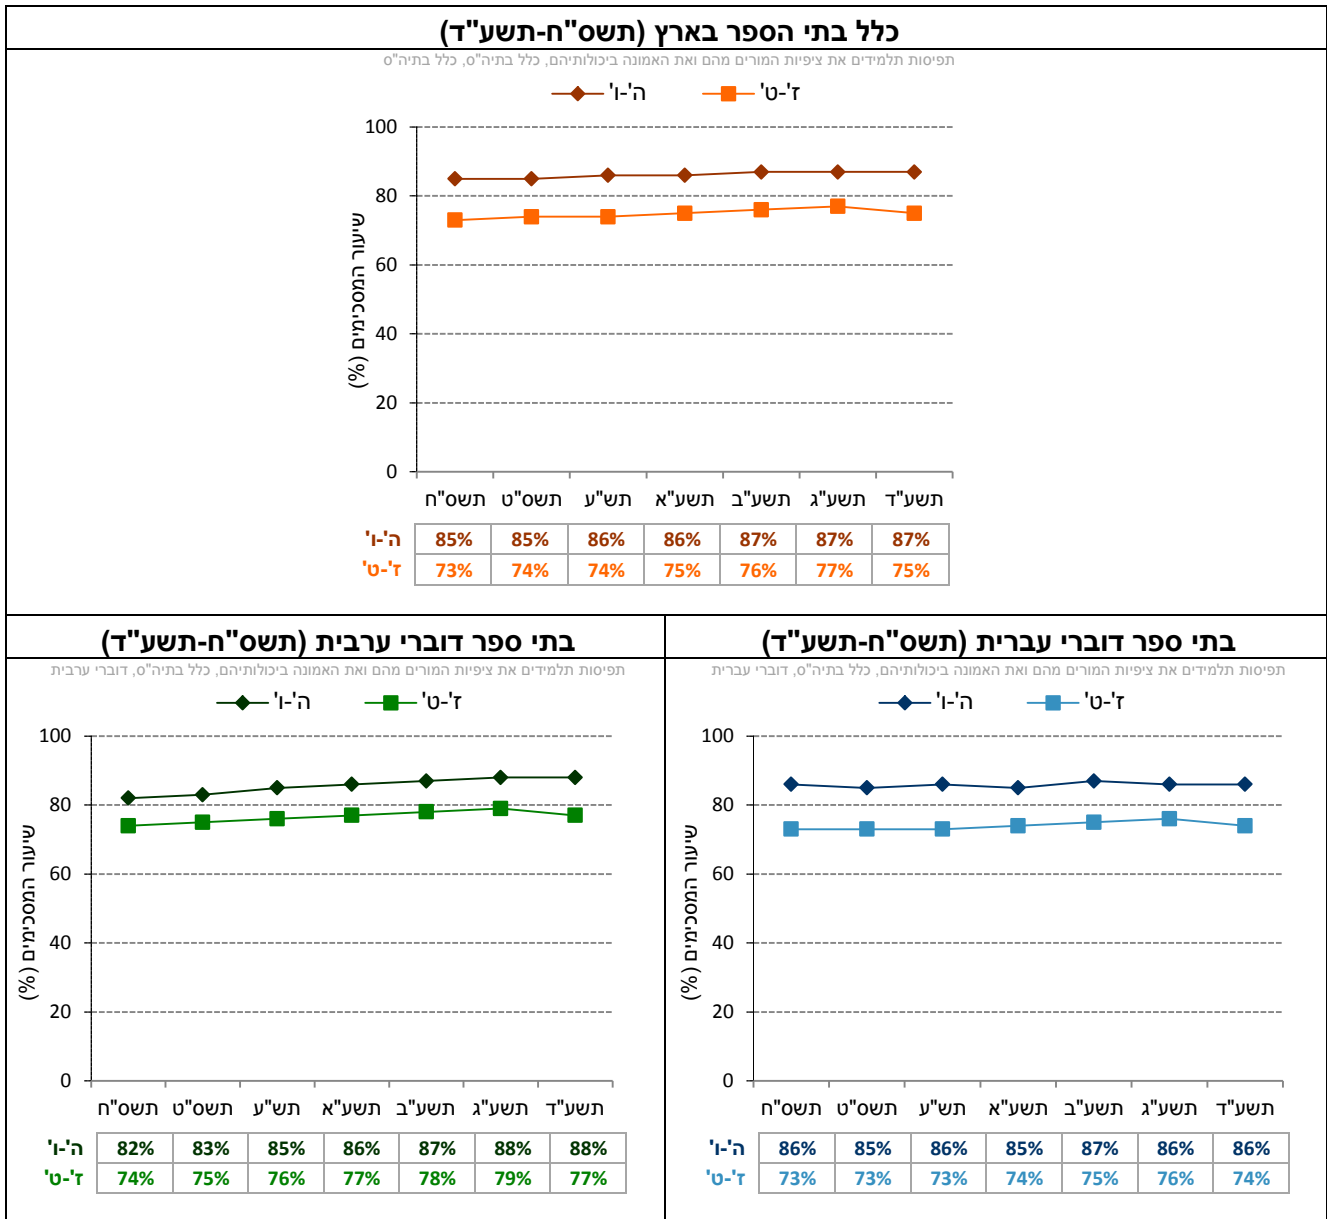 כלל בתי הספר בארץ (תשס"ח-תשע"ד)
תפיסות תלמידים את ציפיות המורים מהם ואת האמונה ביכולותיהם, כלל בתיה"ס, כלל בתיה"ס
ה'-ו' ז'-ט'
שיעור המסכימים (%)
100
80
60
40
20
0
תשס"ח תשס"ט תש"ע תשע"א תשע"ב תשע"ג תשע"ד
ה'-ו' 85% 85% 86% 86% 87% 87% 87%
ז'-ט' 73% 74% 74% 75% 76% 77% 75%
בתי ספר דוברי עברית (תשס"ח-תשע"ד)
תפיסות תלמידים את ציפיות המורים מהם ואת האמונה ביכולותיהם, כלל בתיה"ס, דוברי עברית
ה'-ו' ז'-ט'
שיעור המסכימים (%)
100
80
60
40
20
0
תשס"ח תשס"ט תש"ע תשע"א תשע"ב תשע"ג תשע"ד
ה'-ו' 86% 85% 86% 85% 87% 86% 86%
ז'-ט' 73% 73% 73% 74% 75% 76% 74%
בתי ספר דוברי ערבית (תשס"ח-תשע"ד)
תפיסות תלמידים את ציפיות המורים מהם ואת האמונה ביכולותיהם, כלל בתיה"ס, דוברי ערבית
ה'-ו' ז'-ט'
שיעור המסכימים (%)
100
80
60
40
20
0
תשס"ח תשס"ט תש"ע תשע"א תשע"ב תשע"ג תשע"ד
ה'-ו' 82% 83% 85% 86% 87% 88% 88%
ז'-ט' 74% 75% 76% 77% 78% 79% 77%